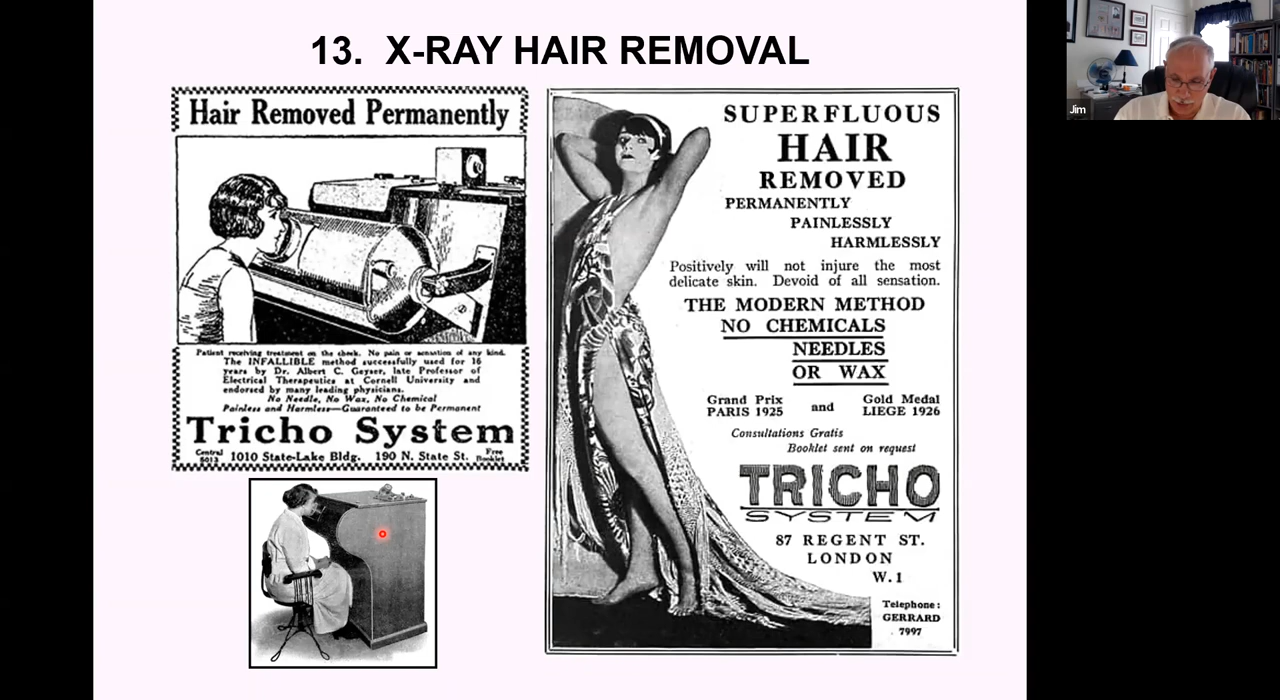 13. X-RAY HAIR REMOVAL
Hair Removed Permanently
Patient receiving treatment on the cheek. No pain or sensation of any kind.
The INFALLIBLE method successfully used for 16
years by Dr. Albert C. Geyser, late Professor of
Electrical Therapeutics at Cornell University and
endorsed by many leading physicians.
No Needle, No Wax, No Chemical
Painless and Harmless—Guaranteed to be Permanent
Tricho System
Central
5013
1010 State-Lake Bldg. 190 N. State St.
Free
Booklet
SUPERFLUOUS
HAIR
REMOVED
PERMANENTLY
PAINLESSLY
HARMLESSLY
Positively will not injure the most
delicate skin. Devoid of all sensation.
THE MODERN METHOD
NO CHEMICALS
NEEDLES
OR WAX
Grand Prix
PARIS 1925
and
Gold Medal
LIEGE 1926
Consultations Gratis
Booklet sent on request
TRICHO
SYSTEM
87 REGENT ST.
LONDON
W.1
Telephone:
GERRARD
7997
Jim